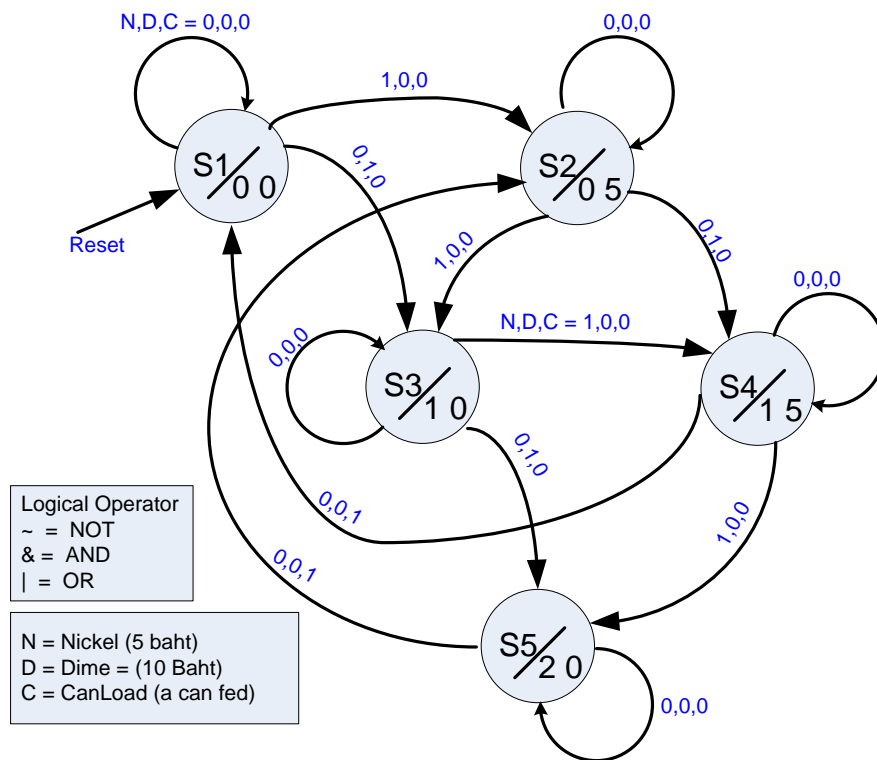 N,D,C = 0,0,0
0,0,0
1,0,0
S1
0 0
0,1,0
S2
0 5
Reset
1,0,0
0,1,0
0,0,0
N,D,C = 1,0,0
0,0,0
S3
1 0
S4
1 5
0,1,0
Logical Operator
~ = NOT
& = AND
| = OR
0,0,1
1,0,0
0,0,1
N = Nickel (5 baht)
D = Dime = (10 Baht)
C = CanLoad (a can fed)
S5
2 0
0,0,0